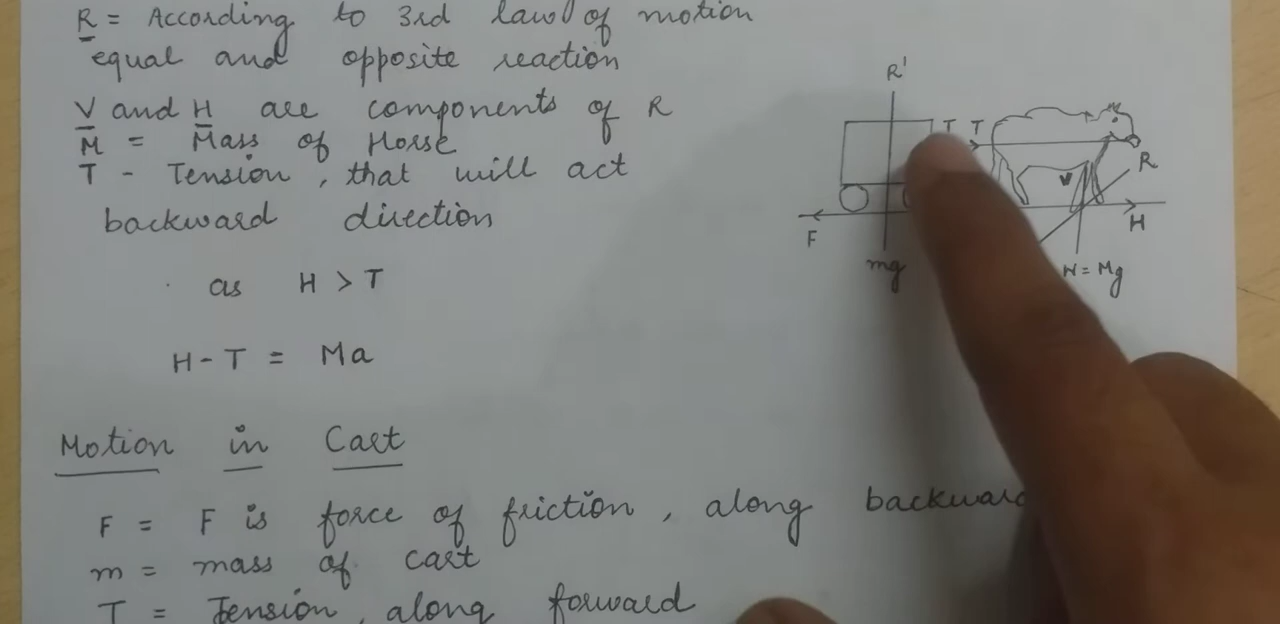 R = According to 3rd law of motion
equal and opposite reaction
V and H are components of R
M = Mass of Horse
T - Tension, that will act
backward direction
as H > T
H - T = Ma
Motion in Cart
F = F is force of friction, along backward
m = mass of cart
T = Tension, along forward
R'
T T
R
V
F
H
mg
W = Mg